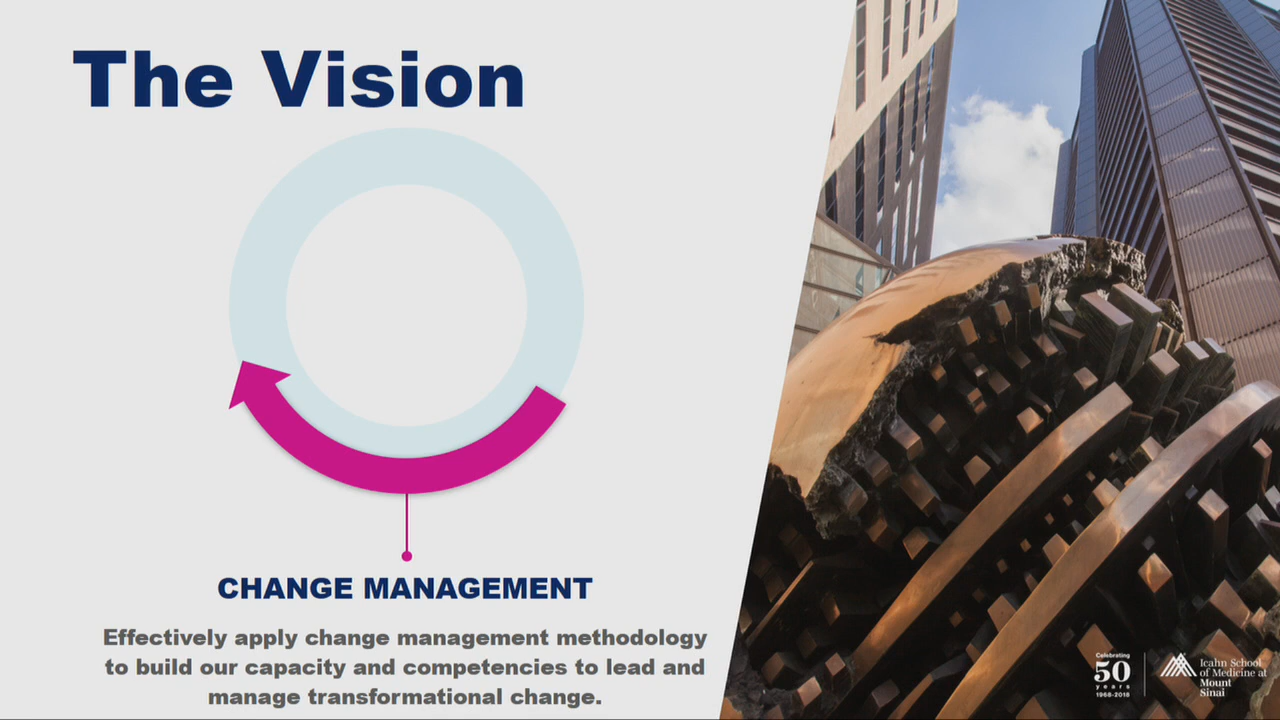 The Vision
CHANGE MANAGEMENT
Effectively apply change management methodology
to build our capacity and competencies to lead and
manage transformational change.
Celebrating
50
years
1968-2018
Icahn School
of Medicine at
Mount
Sinai